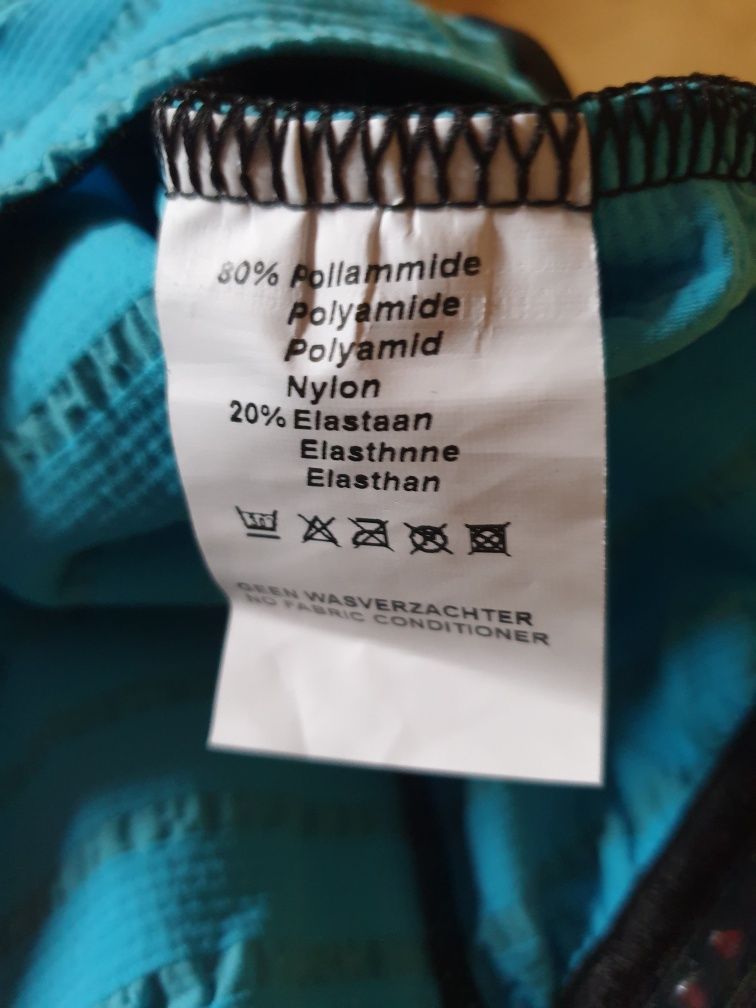 80% Pollammide
Polyamide
Polyamid
Nylon
20% Elastaan
Elasthnne
Elasthan
GEEN WASVERZACHTER
NO FABRIC CONDITIONER